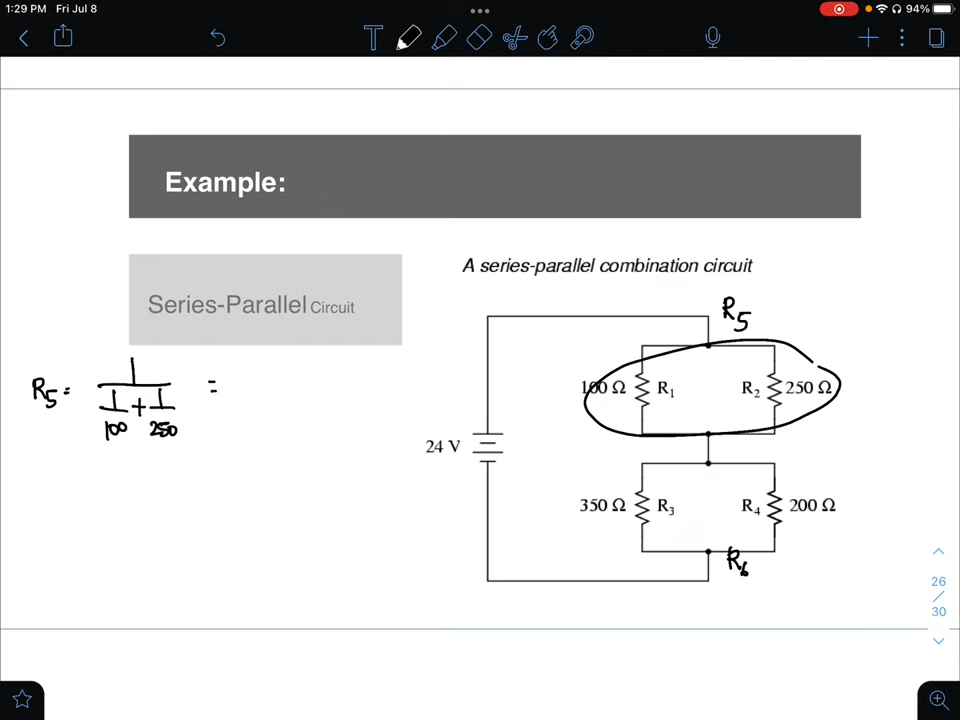 1:29 PM Fri Jul 8
94%
T
Example:
Series-Parallel Circuit
A series-parallel combination circuit
R5
R5 = 1 / (1/100 + 1/250) =
100 Ω R1 R2 250 Ω
24 V
350 Ω R3 R4 200 Ω
R6
26
/
30